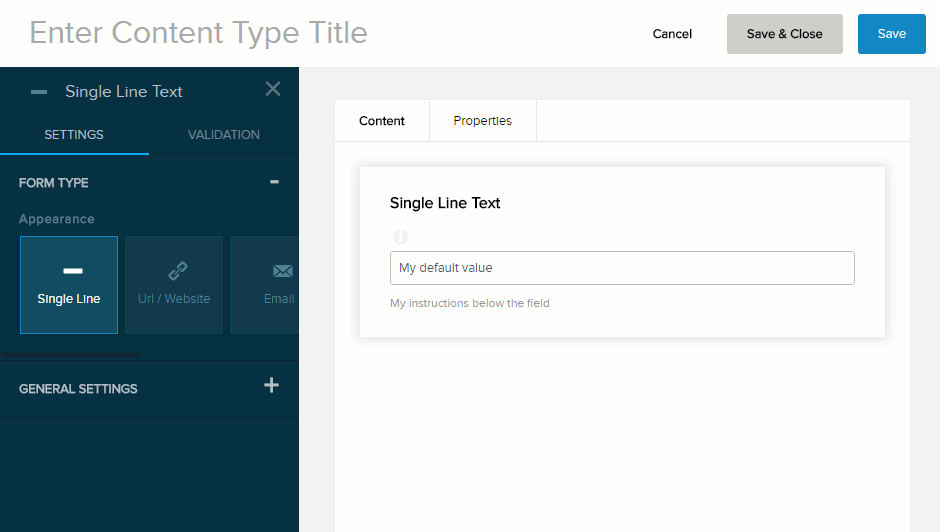 Enter Content Type Title
Cancel
Save & Close
Save
Single Line Text
SETTINGS
VALIDATION
FORM TYPE
Appearance
Single Line
Url / Website
Email
GENERAL SETTINGS
Content
Properties
Single Line Text
My default value
My instructions below the field